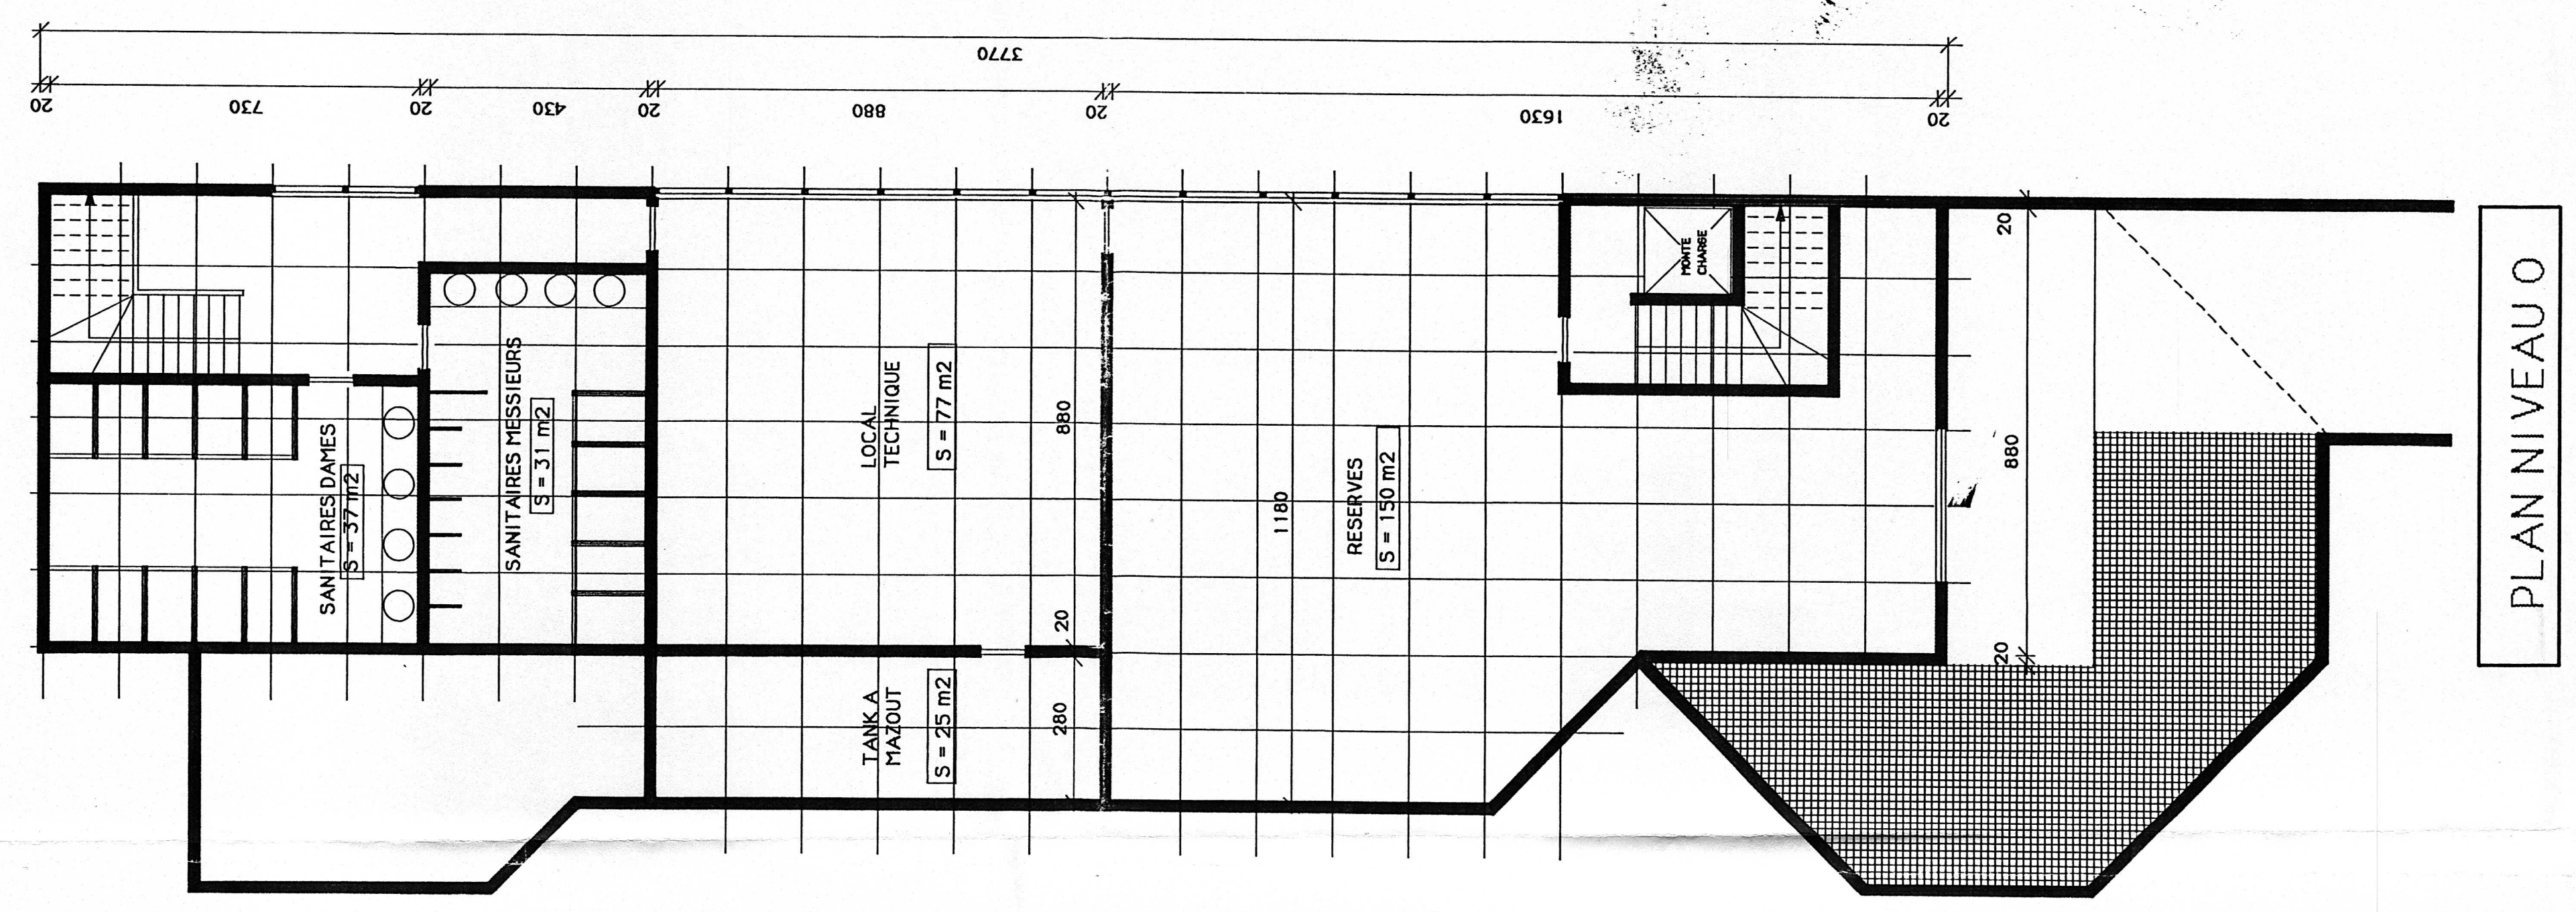 3770
20
730
20
430
20
880
20
1630
20
SANITAIRES DAMES
S = 37 m2
SANITAIRES MESSIEURS
S = 31 m2
LOCAL
TECHNIQUE
S = 77 m2
880
20
TANK A
MAZOUT
S = 25 m2
280
1180
RESERVES
S = 150 m2
MONTE
CHARGE
20
880
20
PLAN NIVEAU 0